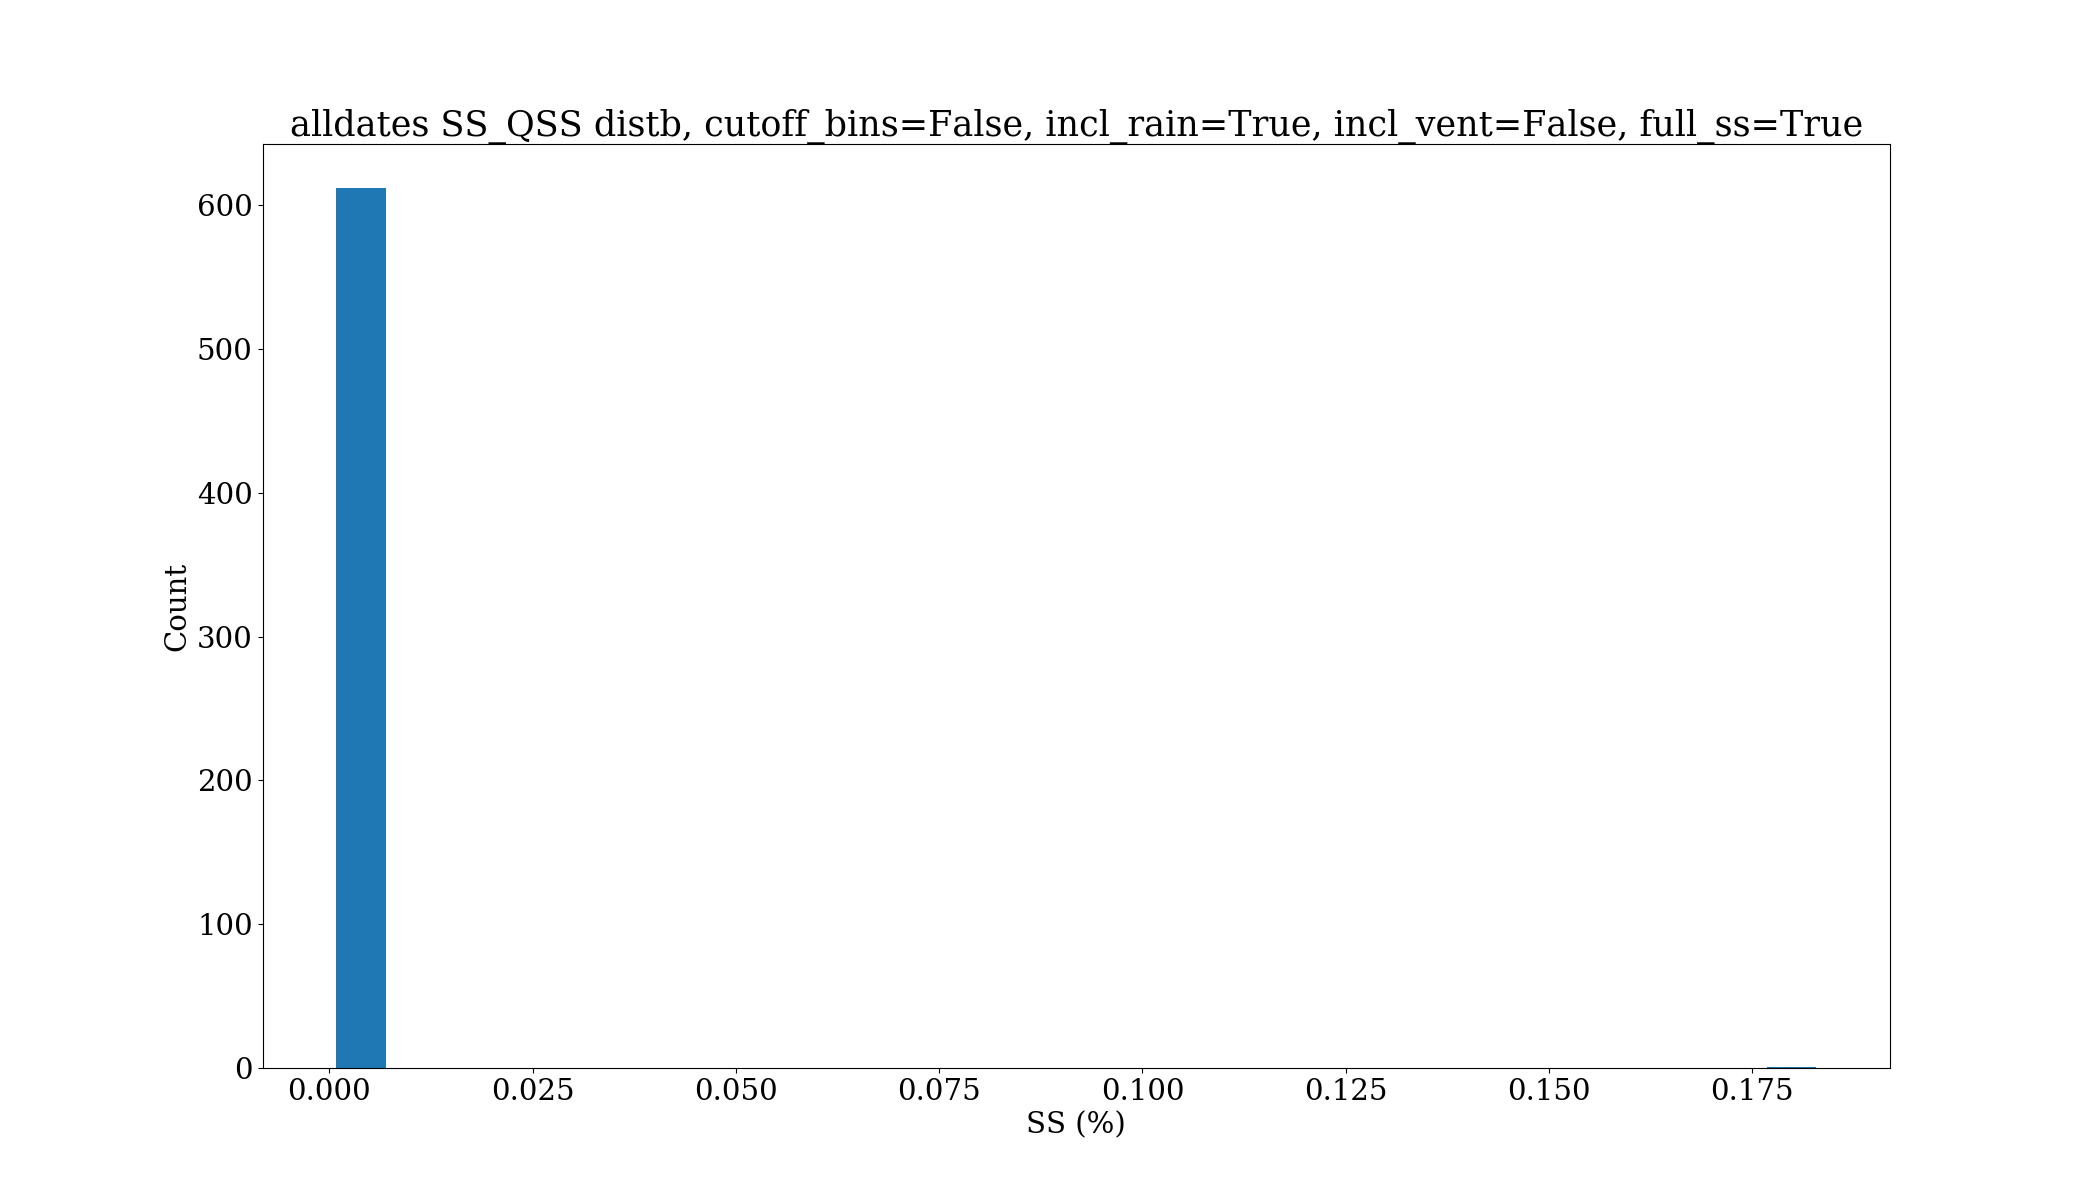 alldates SS_QSS distb, cutoff_bins=False, incl_rain=True, incl_vent=False, full_ss=True
600
500
400
300
200
100
0
Count
0.000 0.025 0.050 0.075 0.100 0.125 0.150 0.175
SS (%)